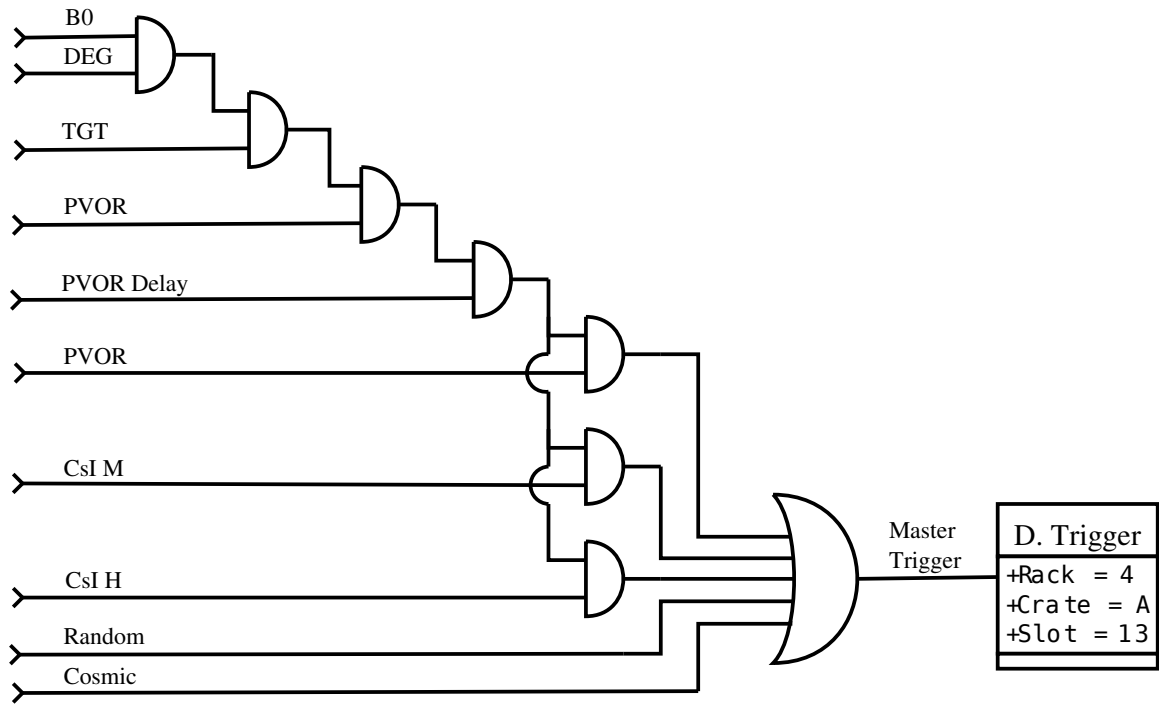 B0
DEG
TGT
PVOR
PVOR Delay
PVOR
CsI M
CsI H
Random
Cosmic
Master
Trigger
D. Trigger
+Rack = 4
+Crate = A
+Slot = 13